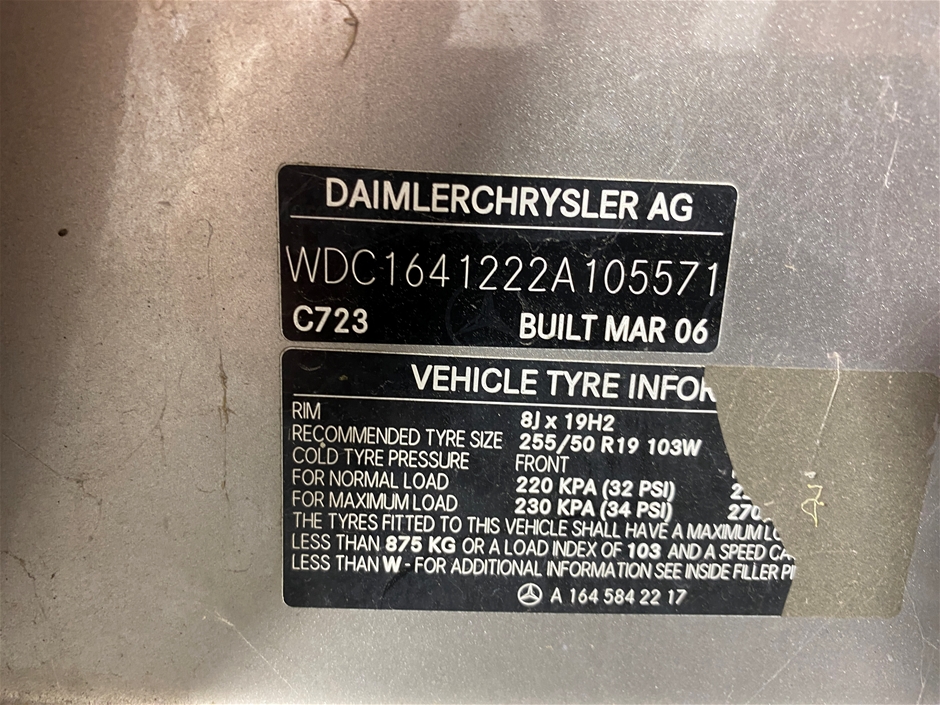 DAIMLERCHRYSLER AG
WDC1641222A105571
C723 BUILT MAR 06
VEHICLE TYRE INFOR
RIM 8J x 19H2
RECOMMENDED TYRE SIZE 255/50 R19 103W
COLD TYRE PRESSURE FRONT
FOR NORMAL LOAD 220 KPA (32 PSI)
FOR MAXIMUM LOAD 230 KPA (34 PSI) 270
THE TYRES FITTED TO THIS VEHICLE SHALL HAVE A MAXIMUM LO
LESS THAN 875 KG OR A LOAD INDEX OF 103 AND A SPEED CA
LESS THAN W - FOR ADDITIONAL INFORMATION SEE INSIDE FILLER
A 164 584 22 17